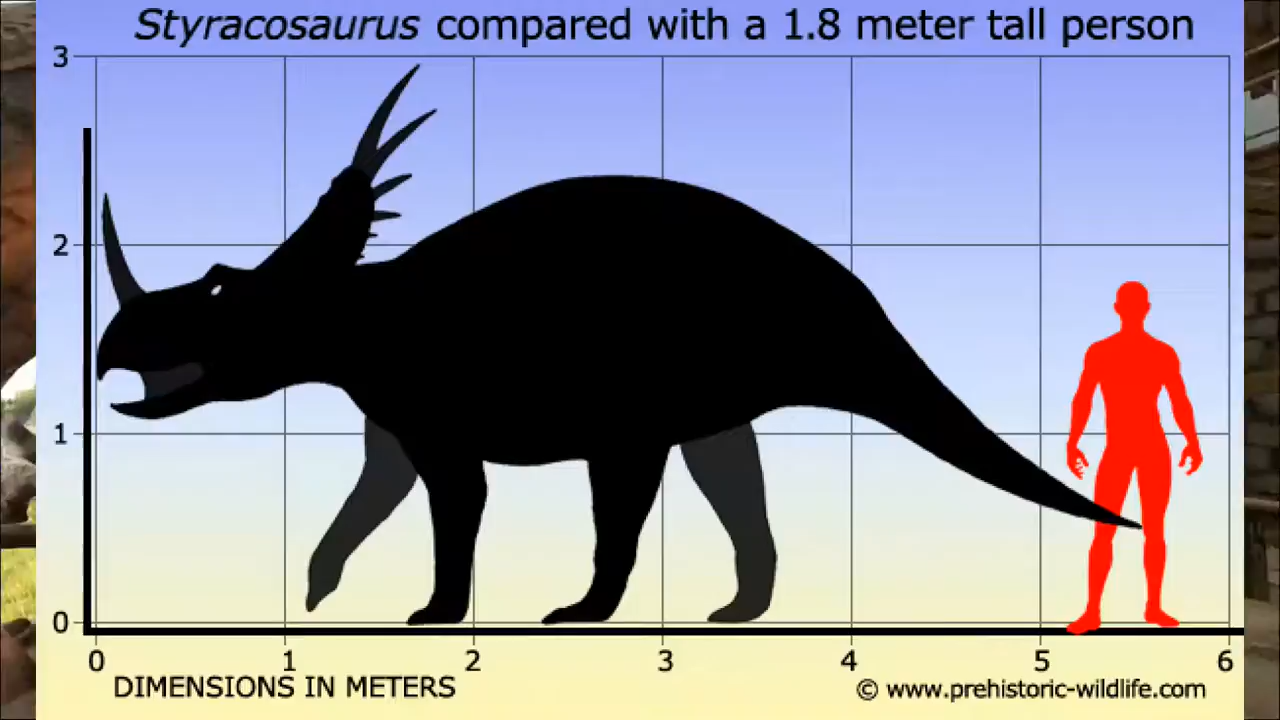 Styracosaurus compared with a 1.8 meter tall person
3
2
1
0
0 1 2 3 4 5 6
DIMENSIONS IN METERS
© www.prehistoric-wildlife.com